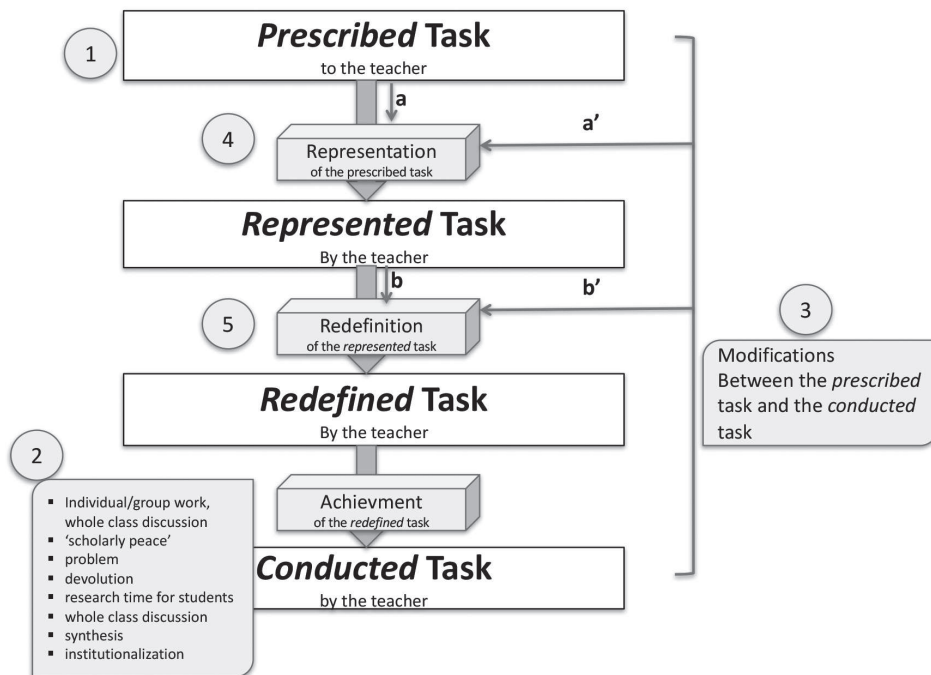 1
Prescribed Task
to the teacher
a
4
Representation
of the prescribed task
a’
Represented Task
By the teacher
b
5
Redefinition
of the represented task
b’
3
Modifications
Between the prescribed
task and the conducted
task
Redefined Task
By the teacher
2
▪ Individual/group work,
whole class discussion
▪ ‘scholarly peace’
▪ problem
▪ devolution
▪ research time for students
▪ whole class discussion
▪ synthesis
▪ institutionalization
Achievment
of the redefined task
Conducted Task
by the teacher